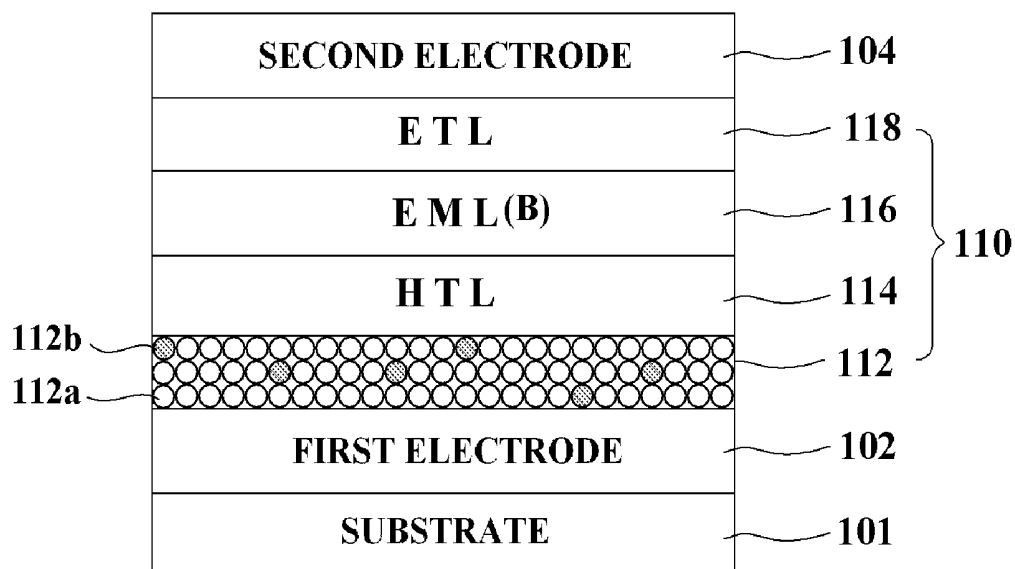 SECOND ELECTRODE 104
E T L 118
E M L (B) 116
110
H T L 114
112b
112
112a
FIRST ELECTRODE 102
SUBSTRATE 101